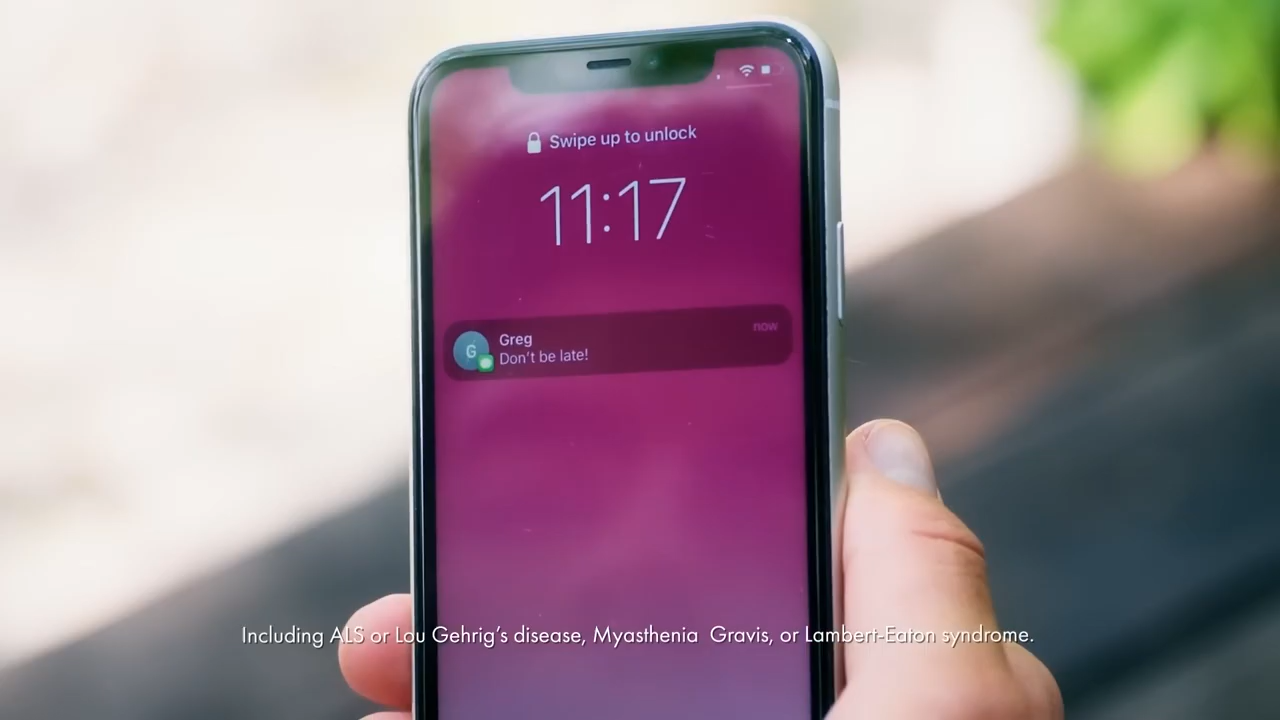 Swipe up to unlock
11:17
Greg
now
G
Don't be late!
Including ALS or Lou Gehrig's disease, Myasthenia Gravis, or Lambert-Eaton syndrome.